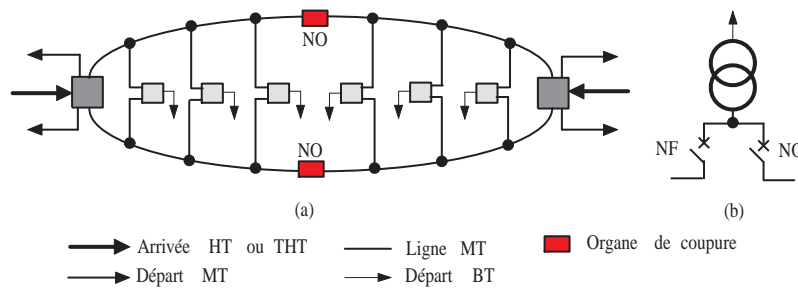 NO
NO
NF
NO
(a)
(b)
Arrivée HT ou THT
Ligne MT
Organe de coupure
Départ MT
Départ BT